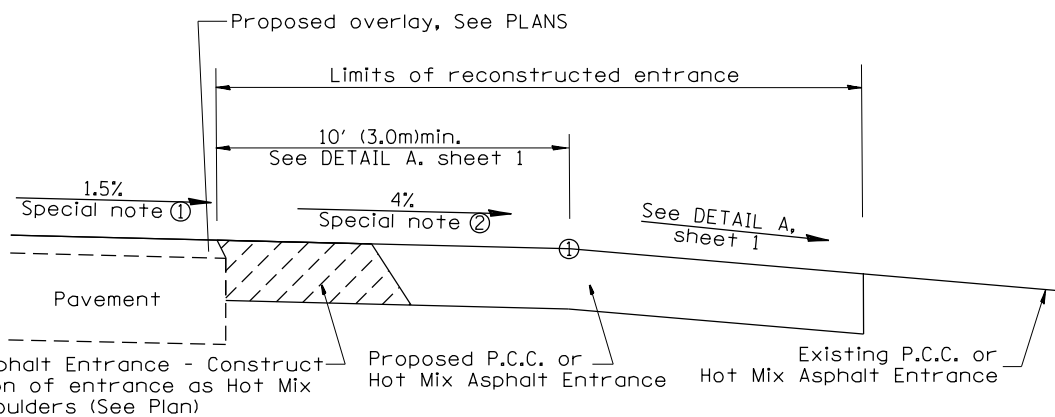 Proposed overlay, See PLANS
Limits of reconstructed entrance
10' (3.0m)min.
See DETAIL A. sheet 1
1.5%
Special note ①
4%
Special note ②
See DETAIL A,
sheet 1
①
Pavement
Entrance - Construct
of entrance as Hot Mix
(See Plan)
Proposed P.C.C. or
Hot Mix Asphalt Entrance
Existing P.C.C. or
Hot Mix Asphalt Entrance